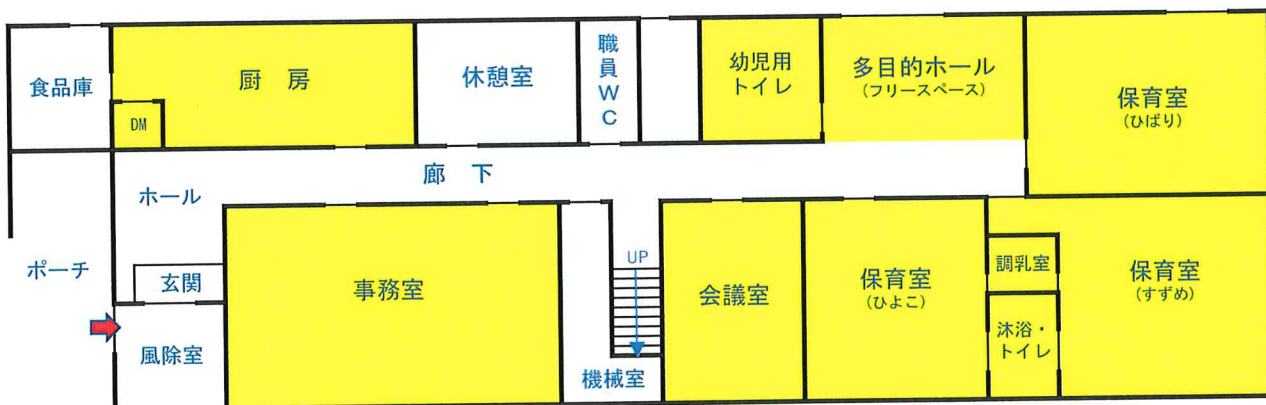 食品庫
厨 房
DM
休憩室
職員WC
幼児用
トイレ
多目的ホール
(フリースペース)
保育室
(ひばり)
廊 下
ホール
ポーチ
玄関
風除室
事務室
UP
機械室
会議室
保育室
(ひよこ)
調乳室
沐浴・
トイレ
保育室
(すずめ)